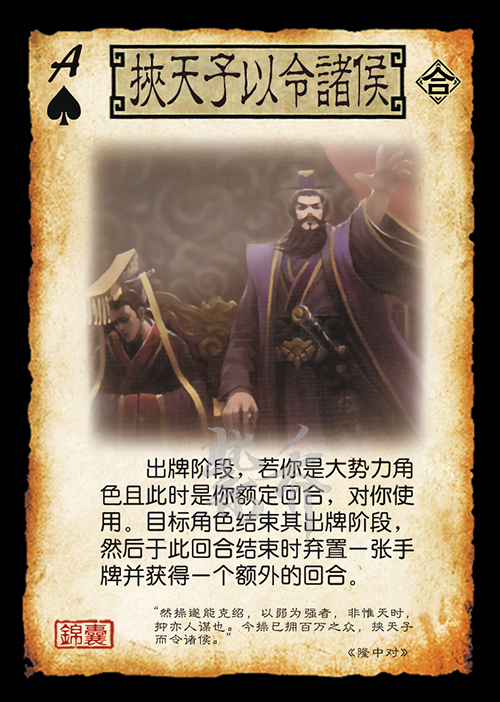 A
挾天子以令諸侯
合
出牌阶段，若你是大势力角
色且此时是你额定回合，对你使
用。目标角色结束其出牌阶段，
然后于此回合结束时弃置一张手
牌并获得一个额外的回合。
“然操遂能克绍，以弱为强者，非惟天时，
抑亦人谋也。今操已拥百万之众，挟天子
而令诸侯。”
《隆中对》
錦囊